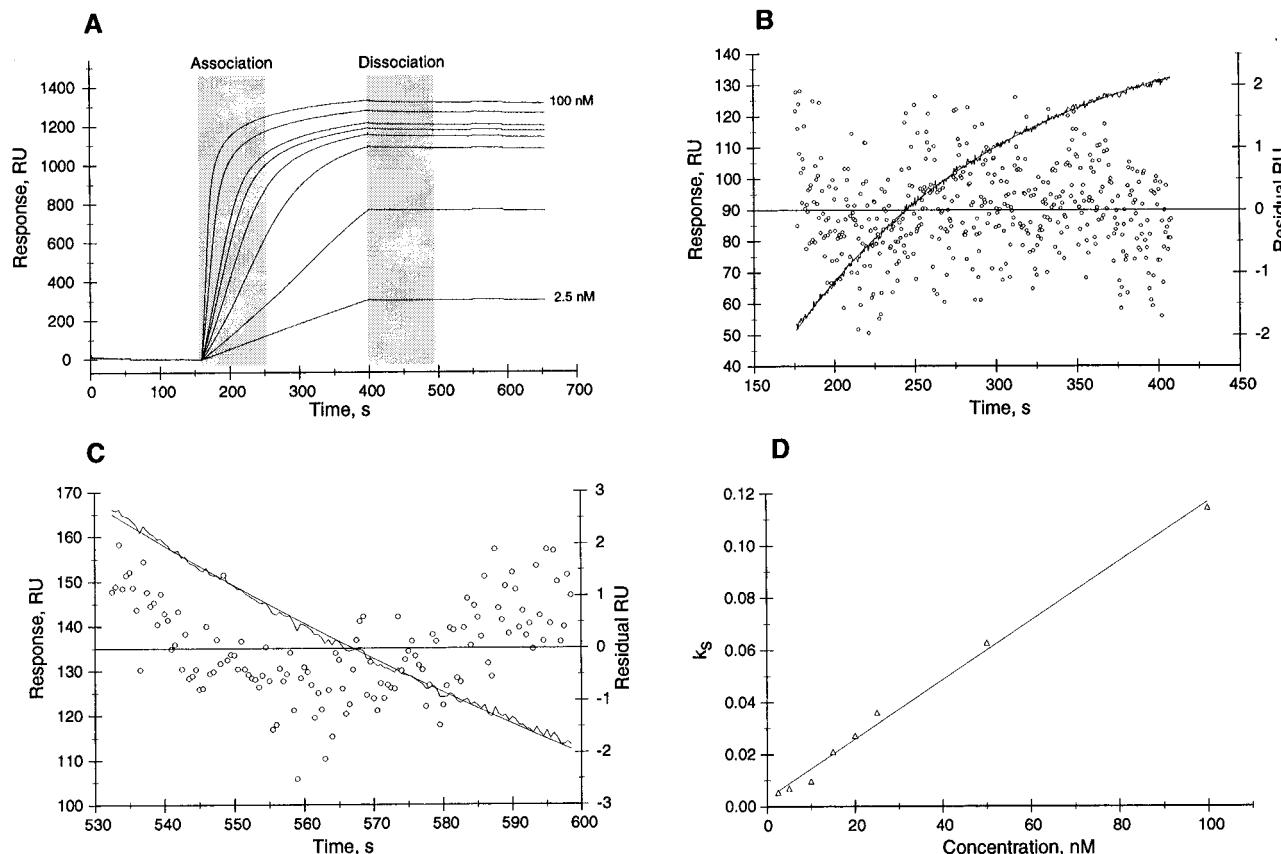 A
Association
Dissociation
Response, RU
1400
1200
1000
800
600
400
200
0
100 nM
2.5 nM
0 100 200 300 400 500 600 700
Time, s
B
Response, RU
140
130
120
110
100
90
80
70
60
50
40
2
1
0
-1
-2
Residual RU
150 200 250 300 350 400 450
Time, s
C
Response, RU
170
160
150
140
130
120
110
100
3
2
1
0
-1
-2
-3
Residual RU
530 540 550 560 570 580 590 600
Time, s
D
ks
0.12
0.10
0.08
0.06
0.04
0.02
0.00
0 20 40 60 80 100
Concentration, nM